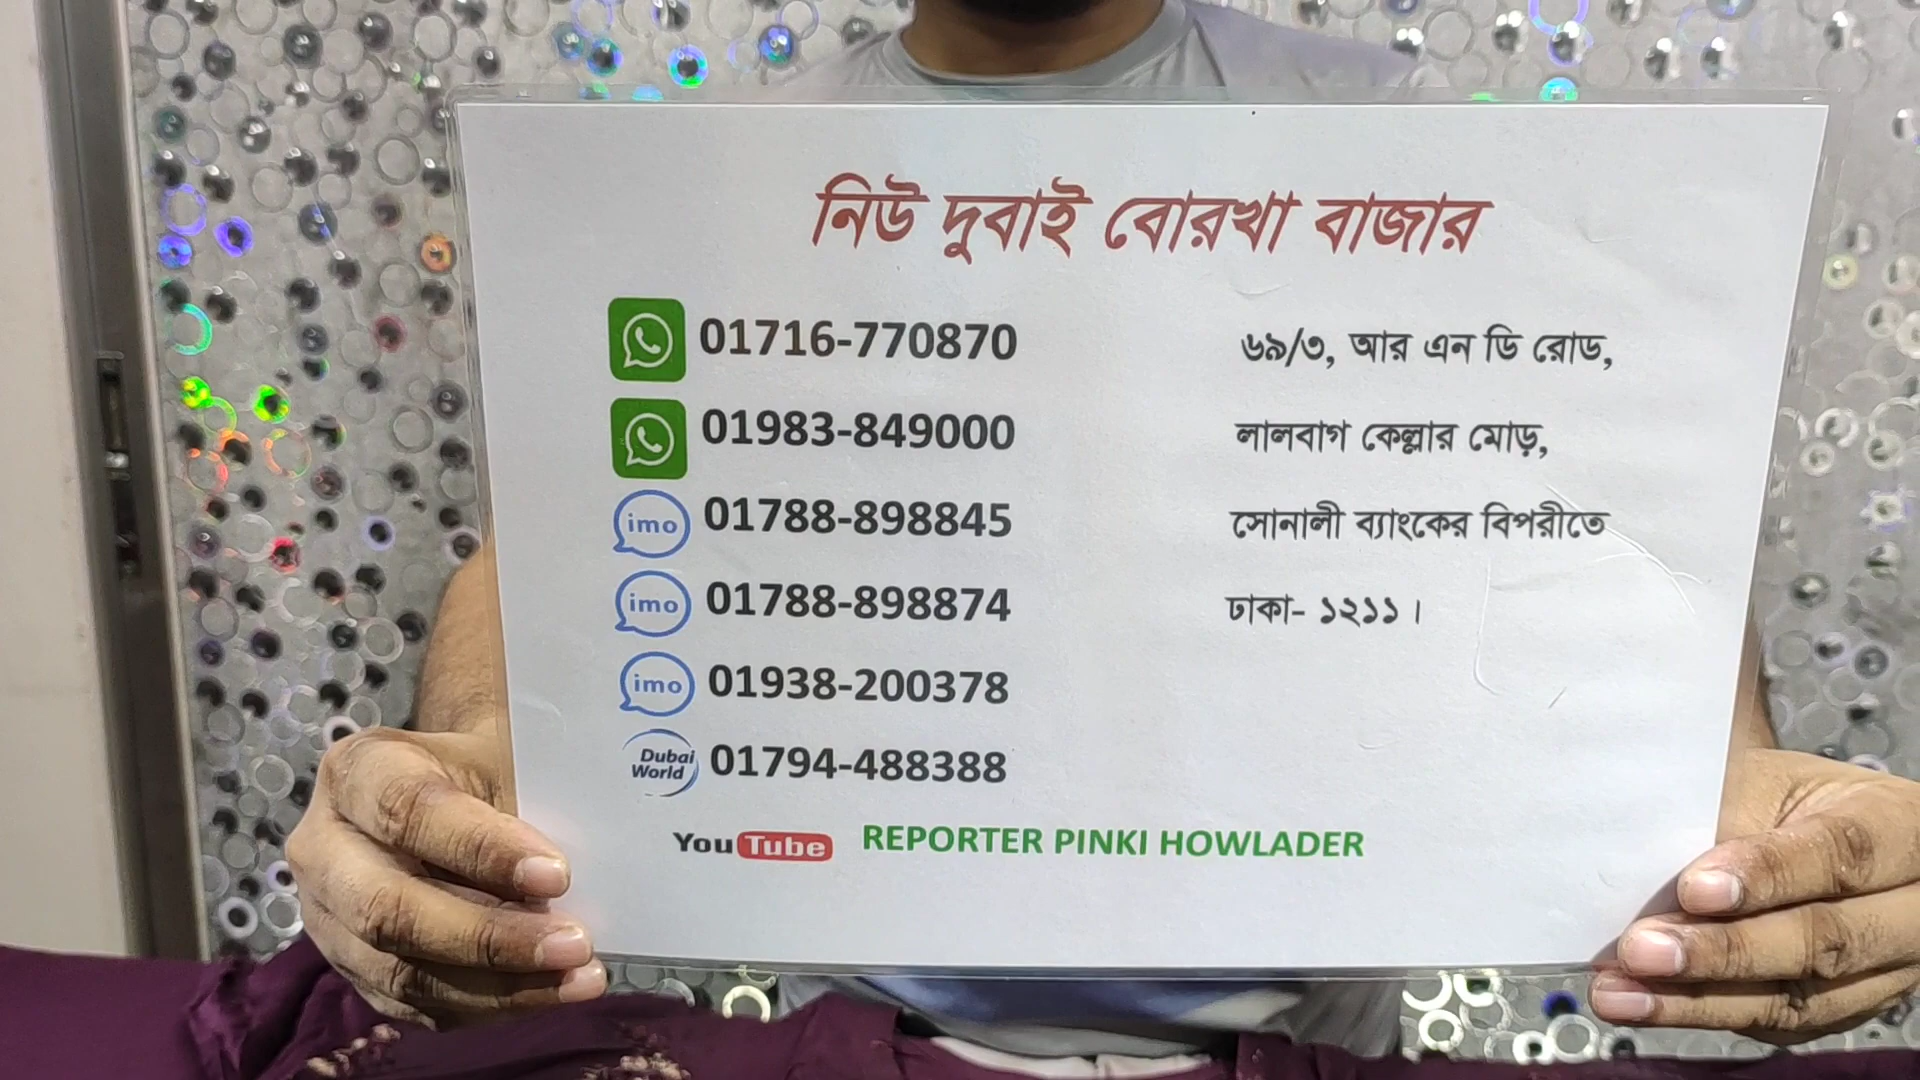 নিউ দুবাই বোরখা বাজার
01716-770870
01983-849000
imo 01788-898845
imo 01788-898874
imo 01938-200378
Dubai World 01794-488388
৬৯/৩, আর এন ডি রোড,
লালবাগ কেল্লার মোড়,
সোনালী ব্যাংকের বিপরীতে
ঢাকা- ১২১১।
YouTube REPORTER PINKI HOWLADER